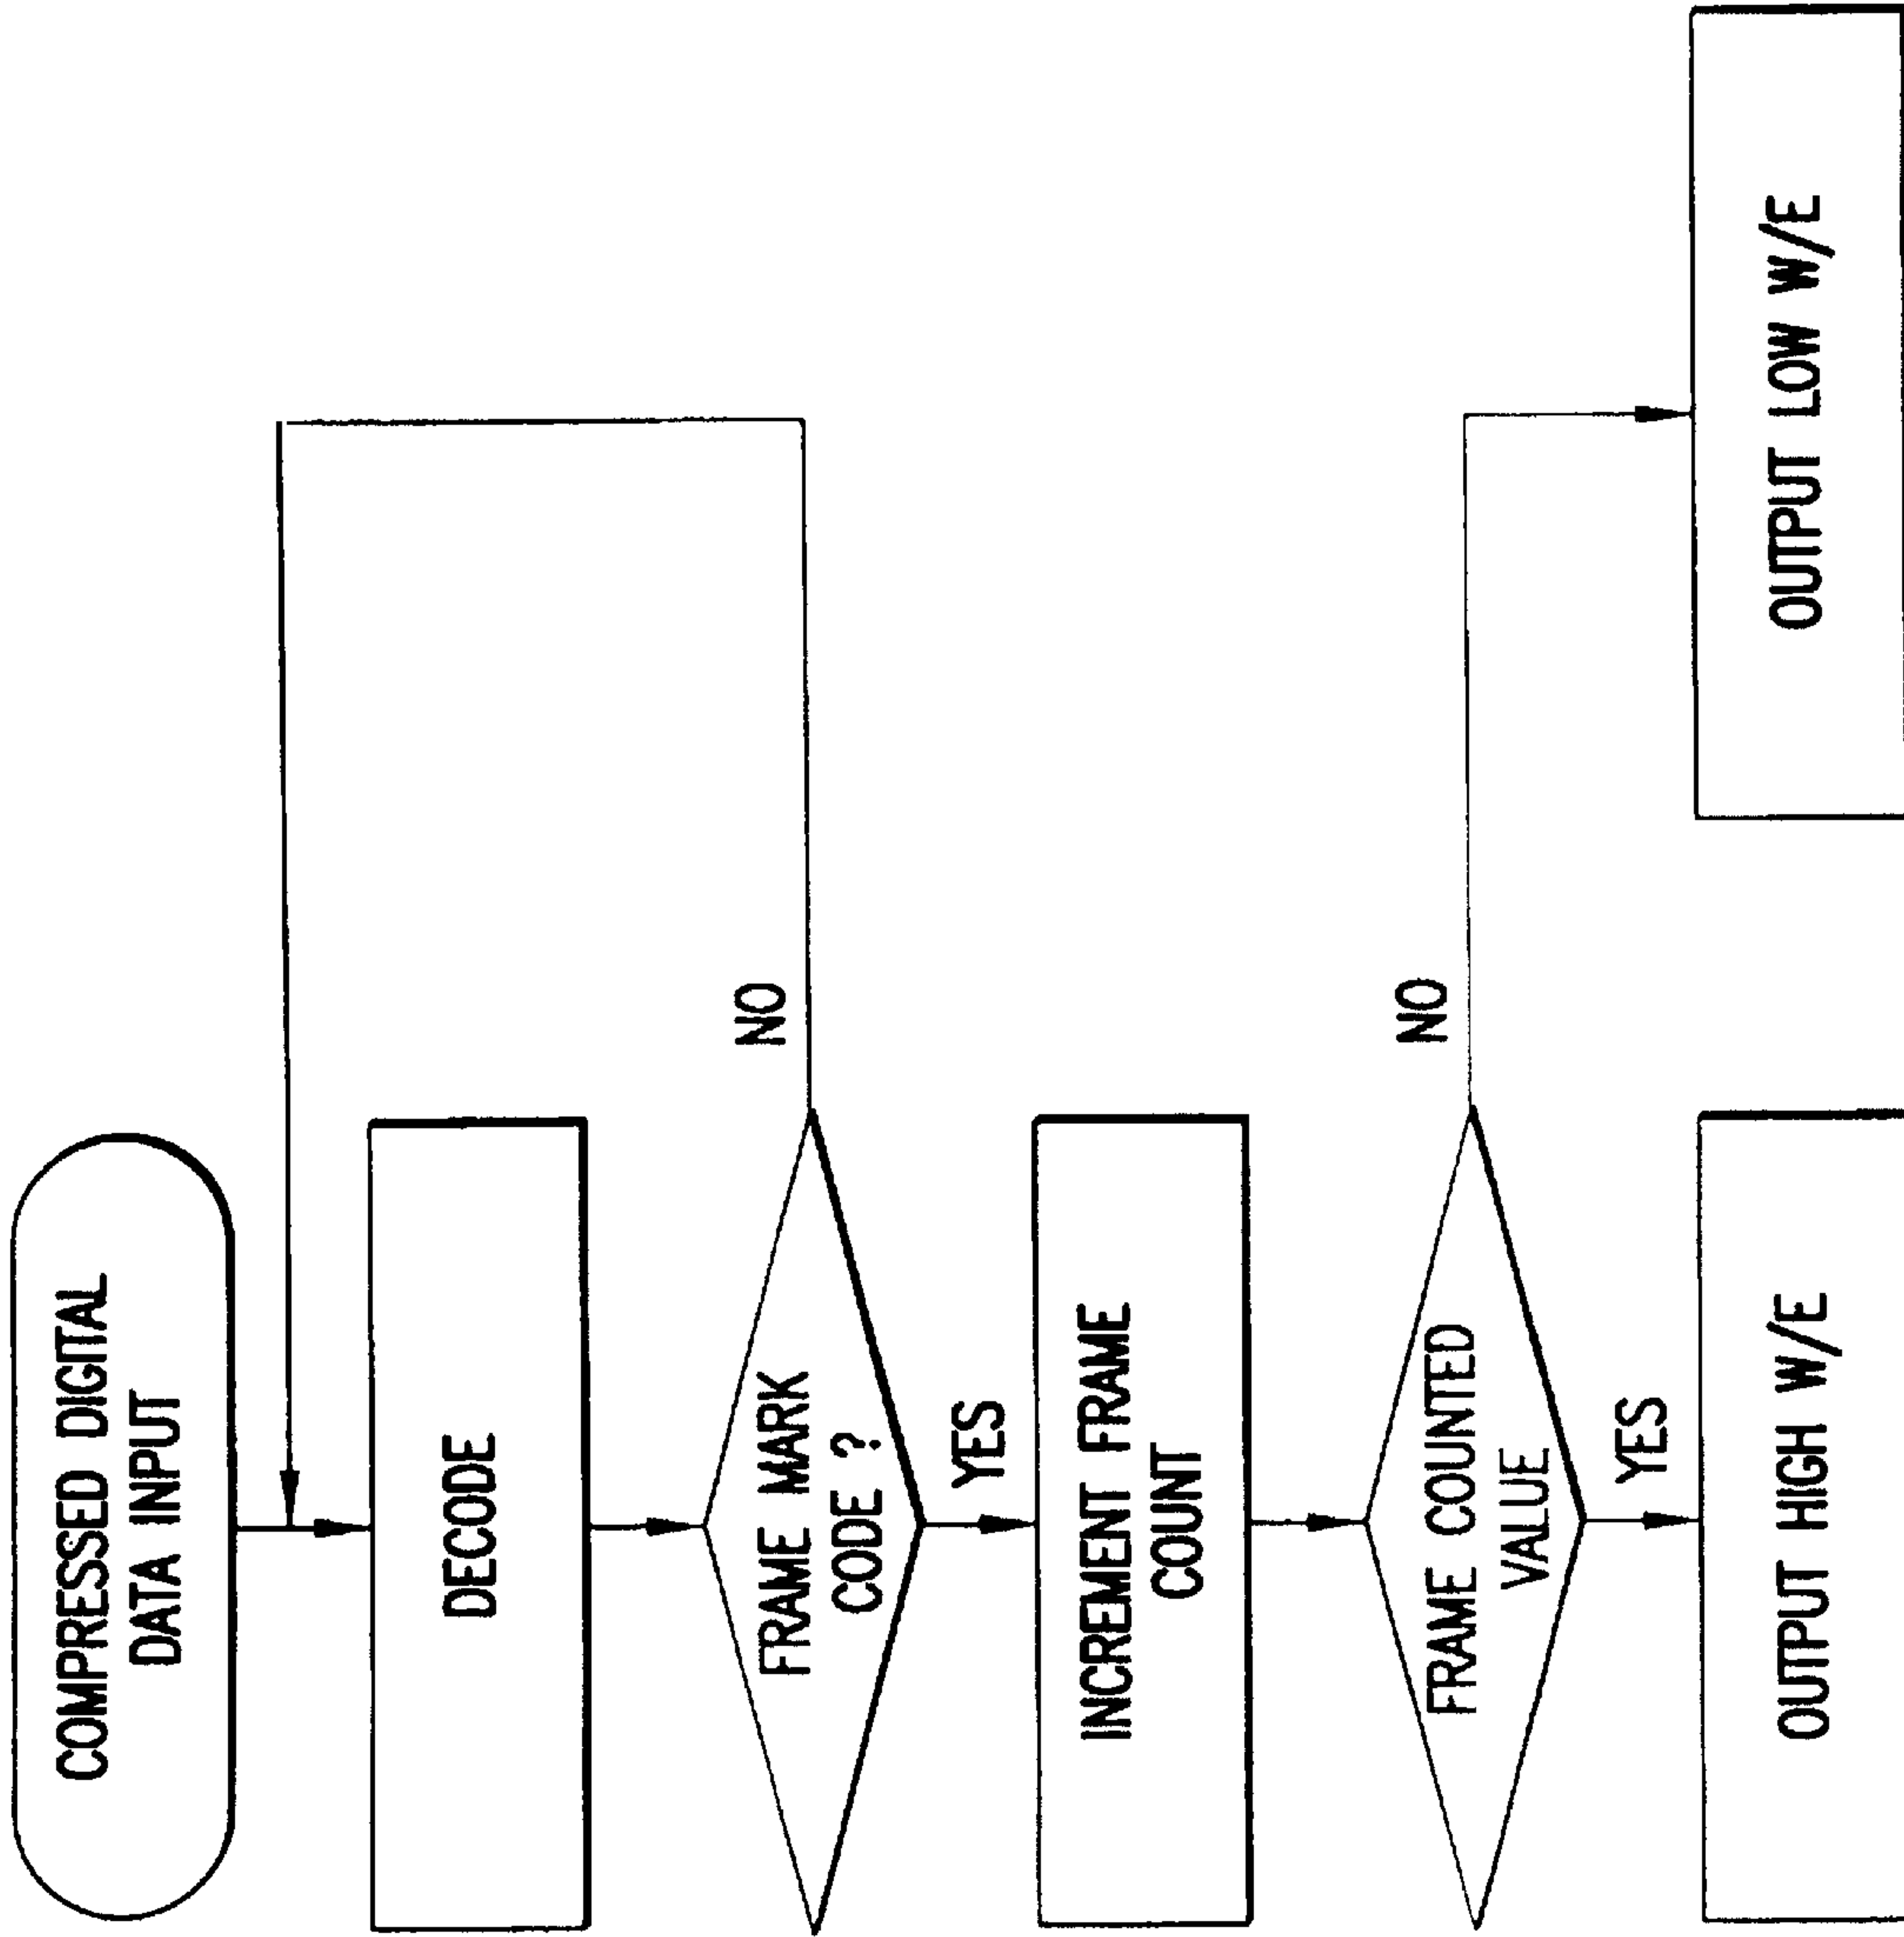 COMPRESSED DIGITAL
DATA INPUT
DECODE
FRAME MARK
CODE ?
NO
YES
INCREMENT FRAME
COUNT
FRAME COUNTED
VALUE
NO
YES
OUTPUT HIGH W/E
OUTPUT LOW W/E